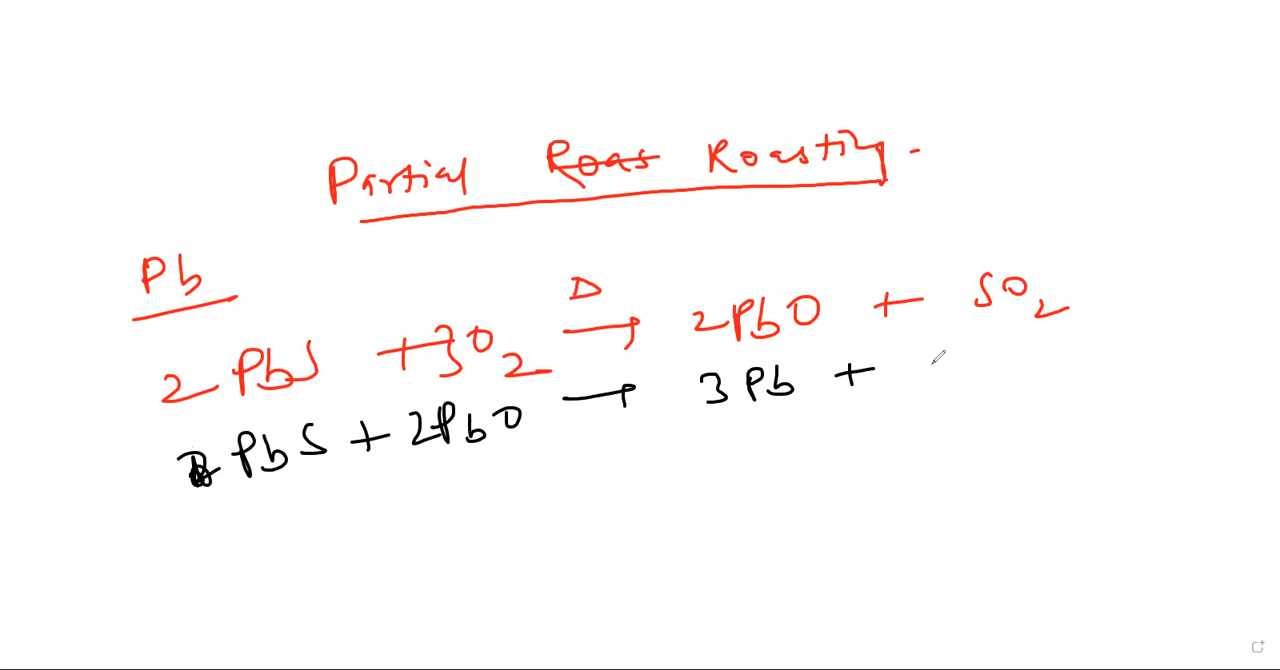 Partial Roas Roasting.
Pb
Δ
2PbS + 3O2 → 2PbO + SO2
PbS + 2PbO → 3Pb +